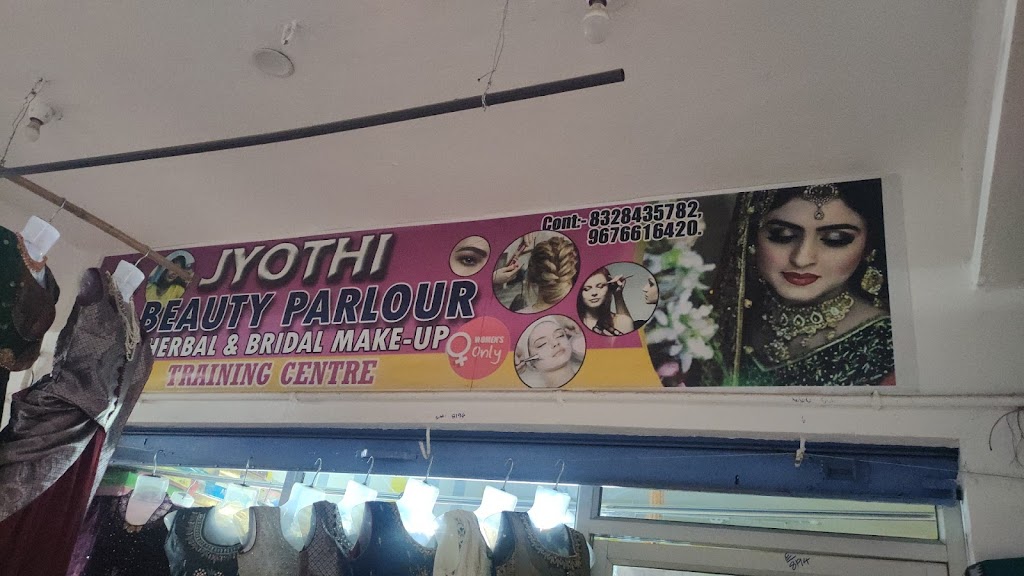 Cont:- 8328435782,
9676616420.
JYOTHI
BEAUTY PARLOUR
HERBAL & BRIDAL MAKE-UP
WOMEN'S
Only
TRAINING CENTRE